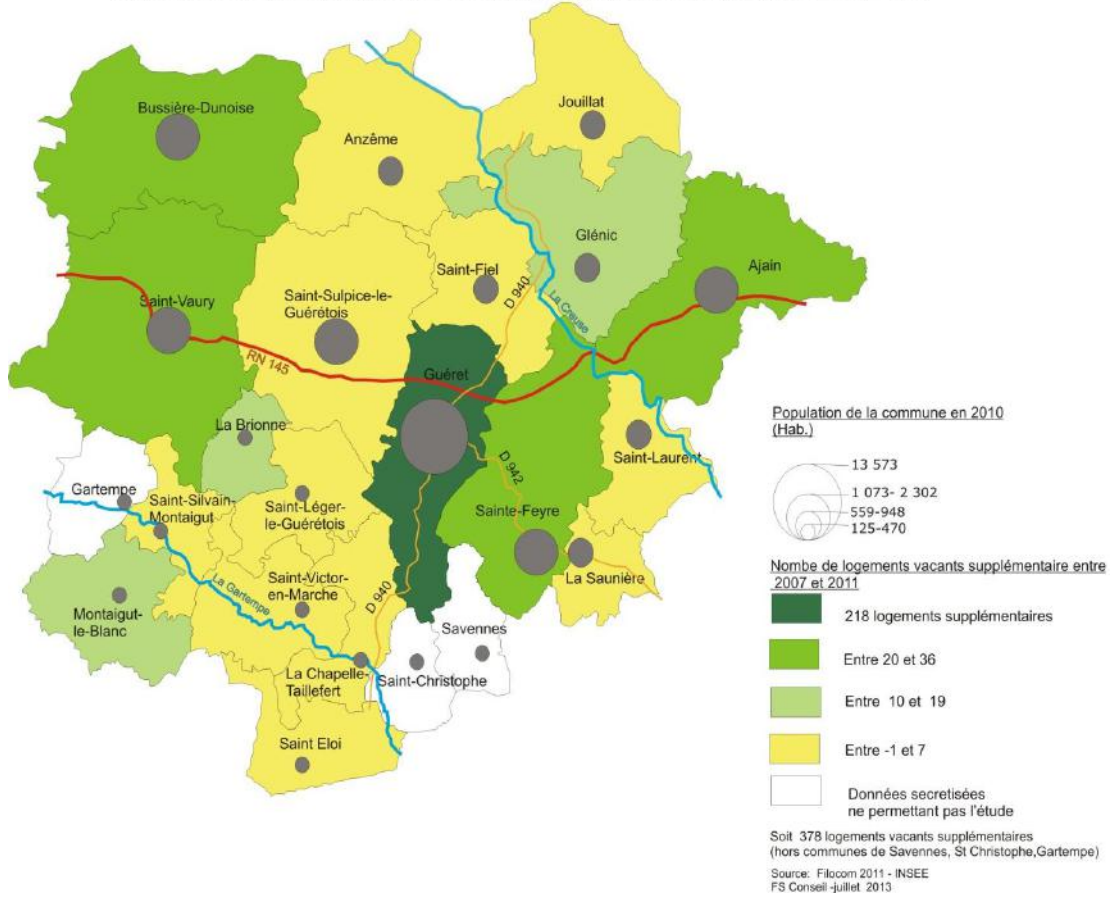 Bussière-Dunoise
Jouillat
Anzême
Glénic
Ajain
Saint-Fiel
D 940
La Creuse
Saint-Vaury
Saint-Sulpice-le-
Guérétois
RN 145
Guéret
La Brionne
Saint-Laurent
D 942
Gartempe
Saint-Silvain-
Montaigut
Saint-Léger-
le-Guérétois
Sainte-Feyre
La Saunière
La Gartempe
Saint-Victor-
en-Marche
D 940
Montaigut-
le-Blanc
Savennes
La Chapelle-
Taillefert
Saint-Christophe
Saint Eloi
Population de la commune en 2010
(Hab.)
13 573
1 073- 2 302
559-948
125-470
Nombe de logements vacants supplémentaire entre
2007 et 2011
218 logements supplémentaires
Entre 20 et 36
Entre 10 et 19
Entre -1 et 7
Données secretisées
ne permettant pas l'étude
Soit 378 logements vacants supplémentaires
(hors communes de Savennes, St Christophe,Gartempe)
Source: Filocom 2011 - INSEE
FS Conseil -juillet 2013